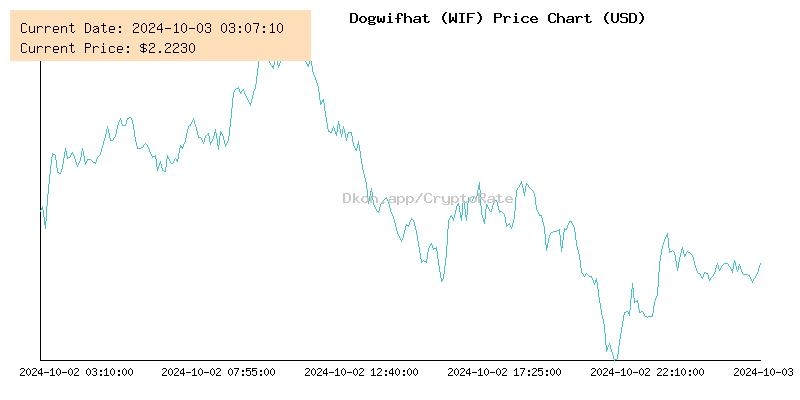 Dogwifhat (WIF) Price Chart (USD)
Current Date: 2024-10-03 03:07:10
Current Price: $2.2230
Dkon.app/CryptoRate
2024-10-02 03:10:00 2024-10-02 07:55:00 2024-10-02 12:40:00 2024-10-02 17:25:00 2024-10-02 22:10:00 2024-10-03